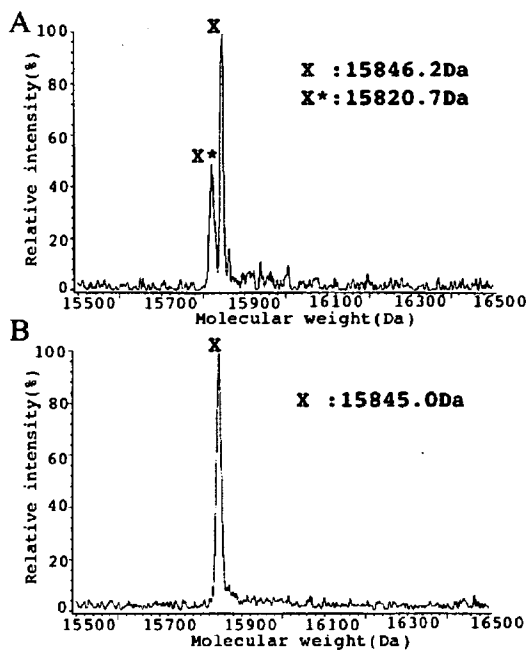 A
X
X :15846.2Da
X*:15820.7Da
X*
Relative intensity(%)
100
80
60
40
20
0
15500 15700 15900 16100 16300 16500
Molecular weight(Da)
B
X
X :15845.0Da
Relative intensity(%)
100
80
60
40
20
0
15500 15700 15900 16100 16300 16500
Molecular weight(Da)